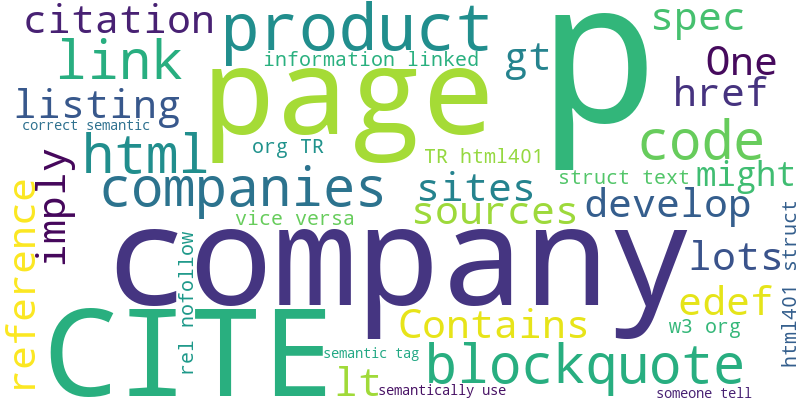 citation
product
p
spec
link
information linked
gt
One
page
href
listing
correct semantic
html
org TR
TR html401
code
imply
companies
sites
struct text
might
reference
vice versa
sources
develop
company
lots
html401 struct
rel nofollow
CITE
Contains
edef
w3 org
semantic tag
blockquote
lt
semantically use
someone tell